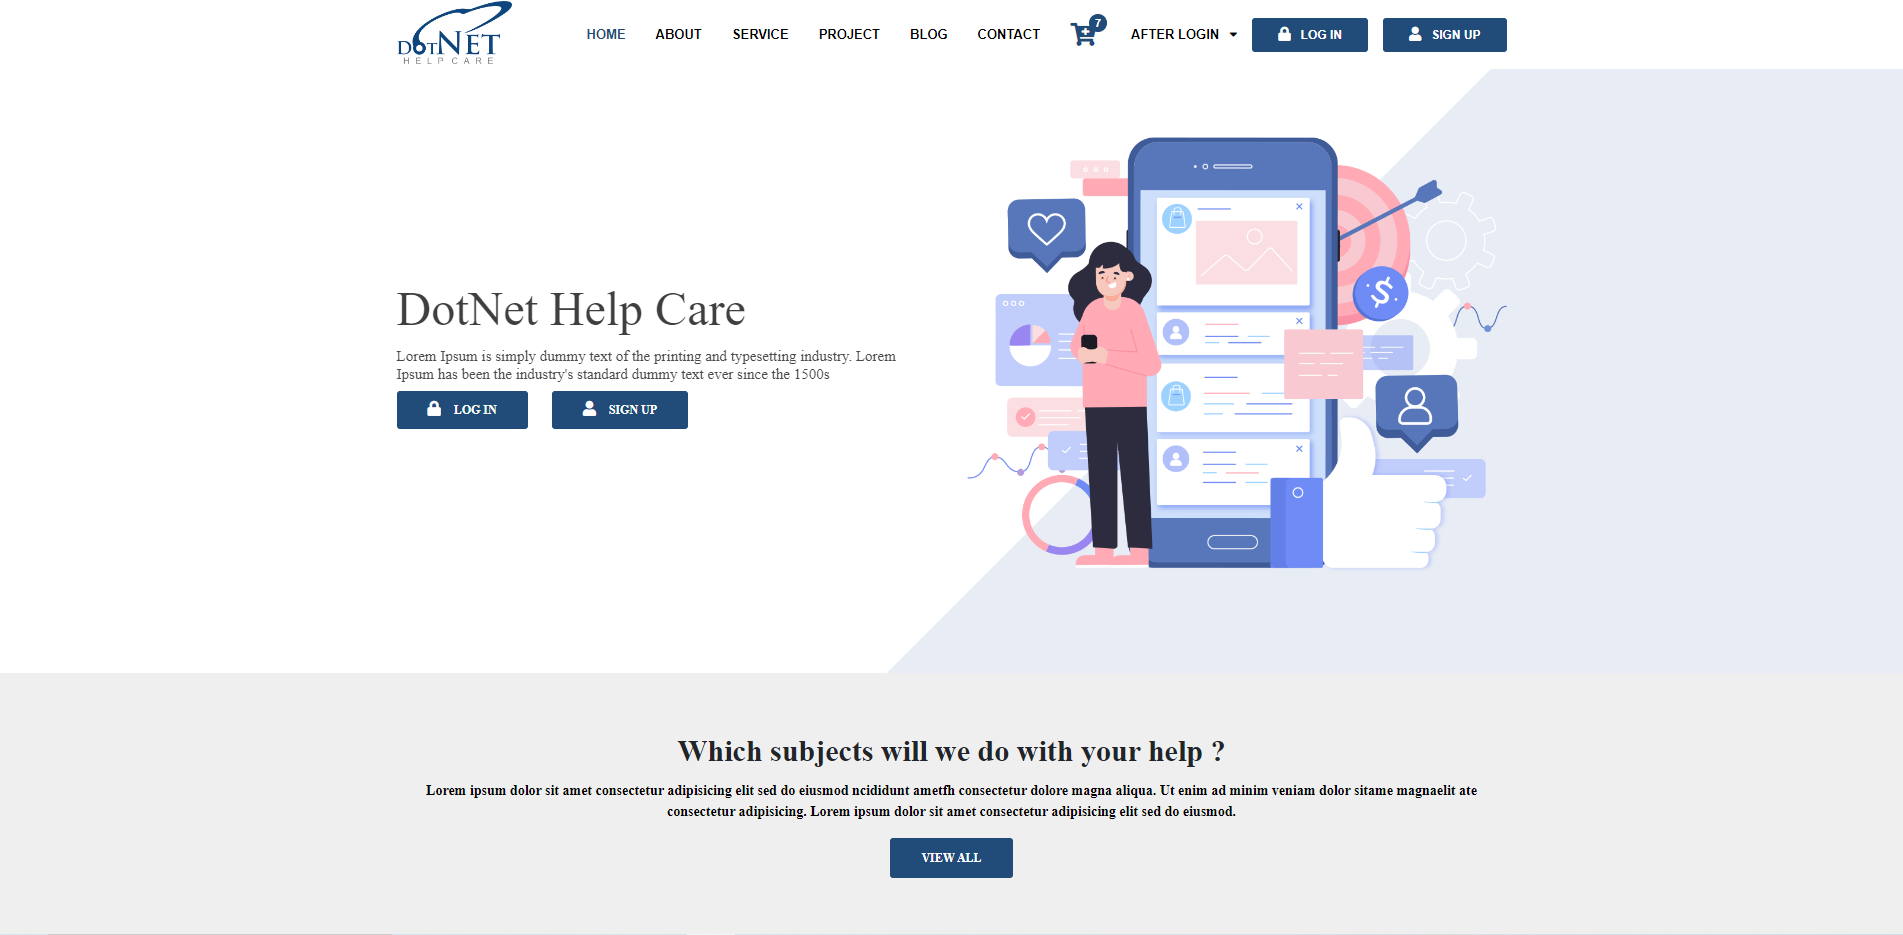 DOTNET
HELP CARE
HOME ABOUT SERVICE PROJECT BLOG CONTACT 7 AFTER LOGIN LOG IN SIGN UP
DotNet Help Care
Lorem Ipsum is simply dummy text of the printing and typesetting industry. Lorem
Ipsum has been the industry's standard dummy text ever since the 1500s
LOG IN SIGN UP
$
Which subjects will we do with your help ?
Lorem ipsum dolor sit amet consectetur adipisicing elit sed do eiusmod ncididunt ametfh consectetur dolore magna aliqua. Ut enim ad minim veniam dolor sitame magnaelit ate
consectetur adipisicing. Lorem ipsum dolor sit amet consectetur adipisicing elit sed do eiusmod.
VIEW ALL